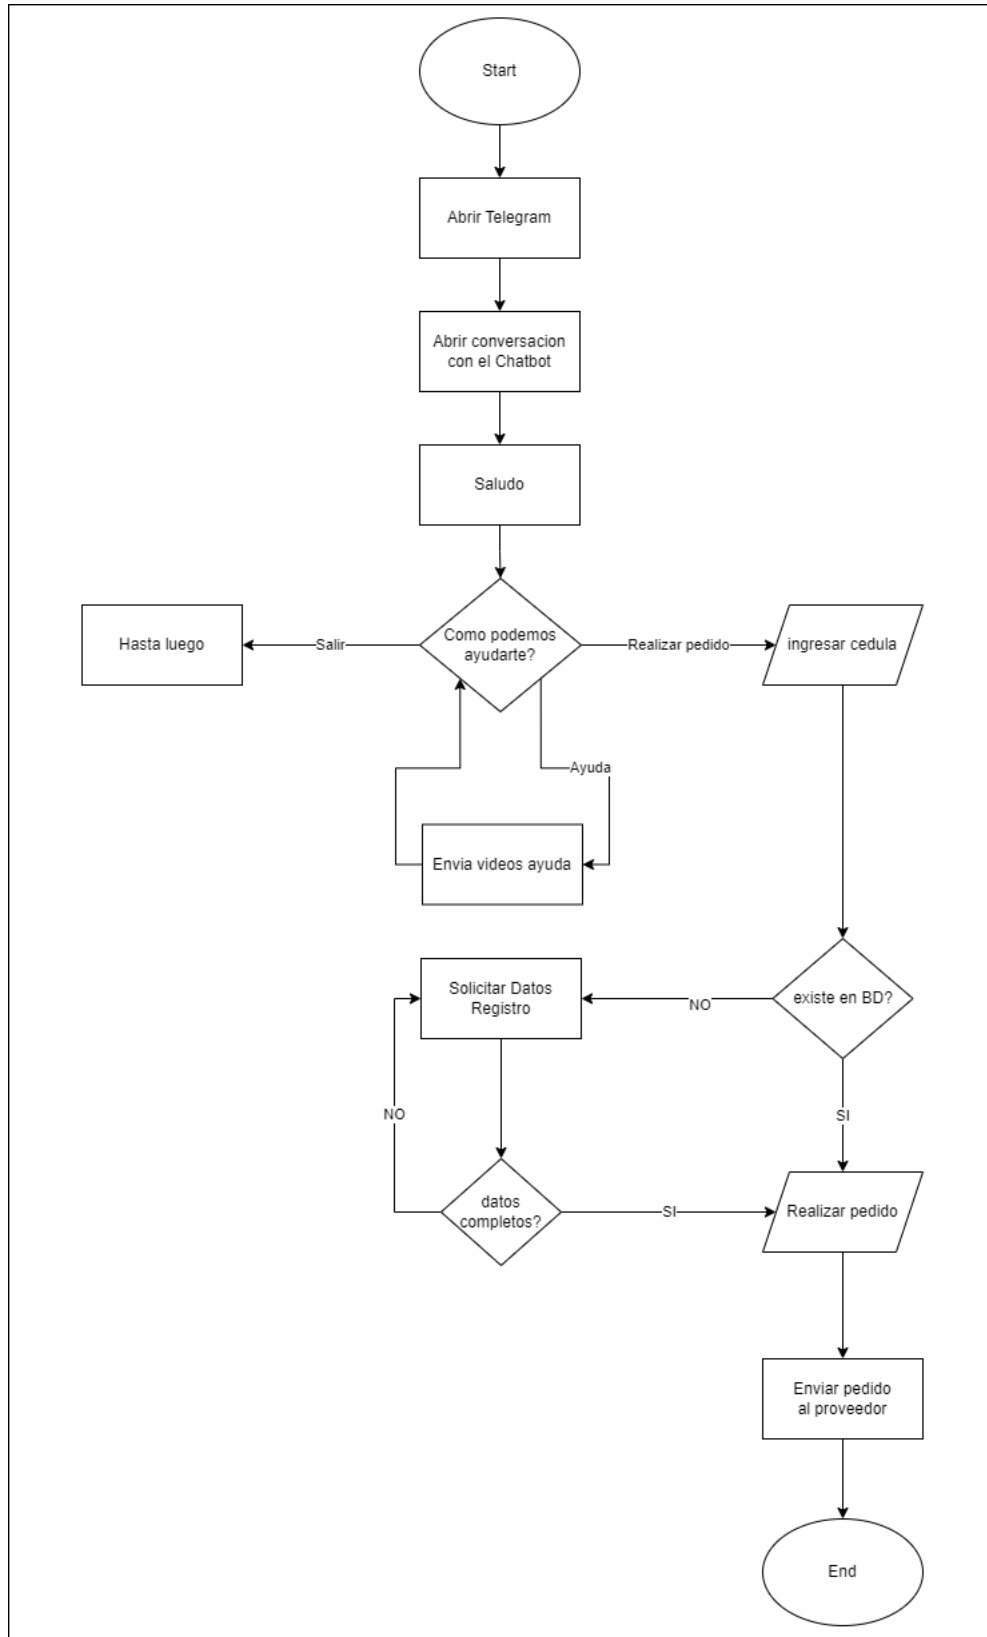 Start
Abrir Telegram
Abrir conversacion
con el Chatbot
Saludo
Hasta luego
Salir
Como podemos
ayudarte?
Realizar pedido
ingresar cedula
Ayuda
Envia videos ayuda
Solicitar Datos
Registro
NO
existe en BD?
NO
SI
datos
completos?
SI
Realizar pedido
Enviar pedido
al proveedor
End